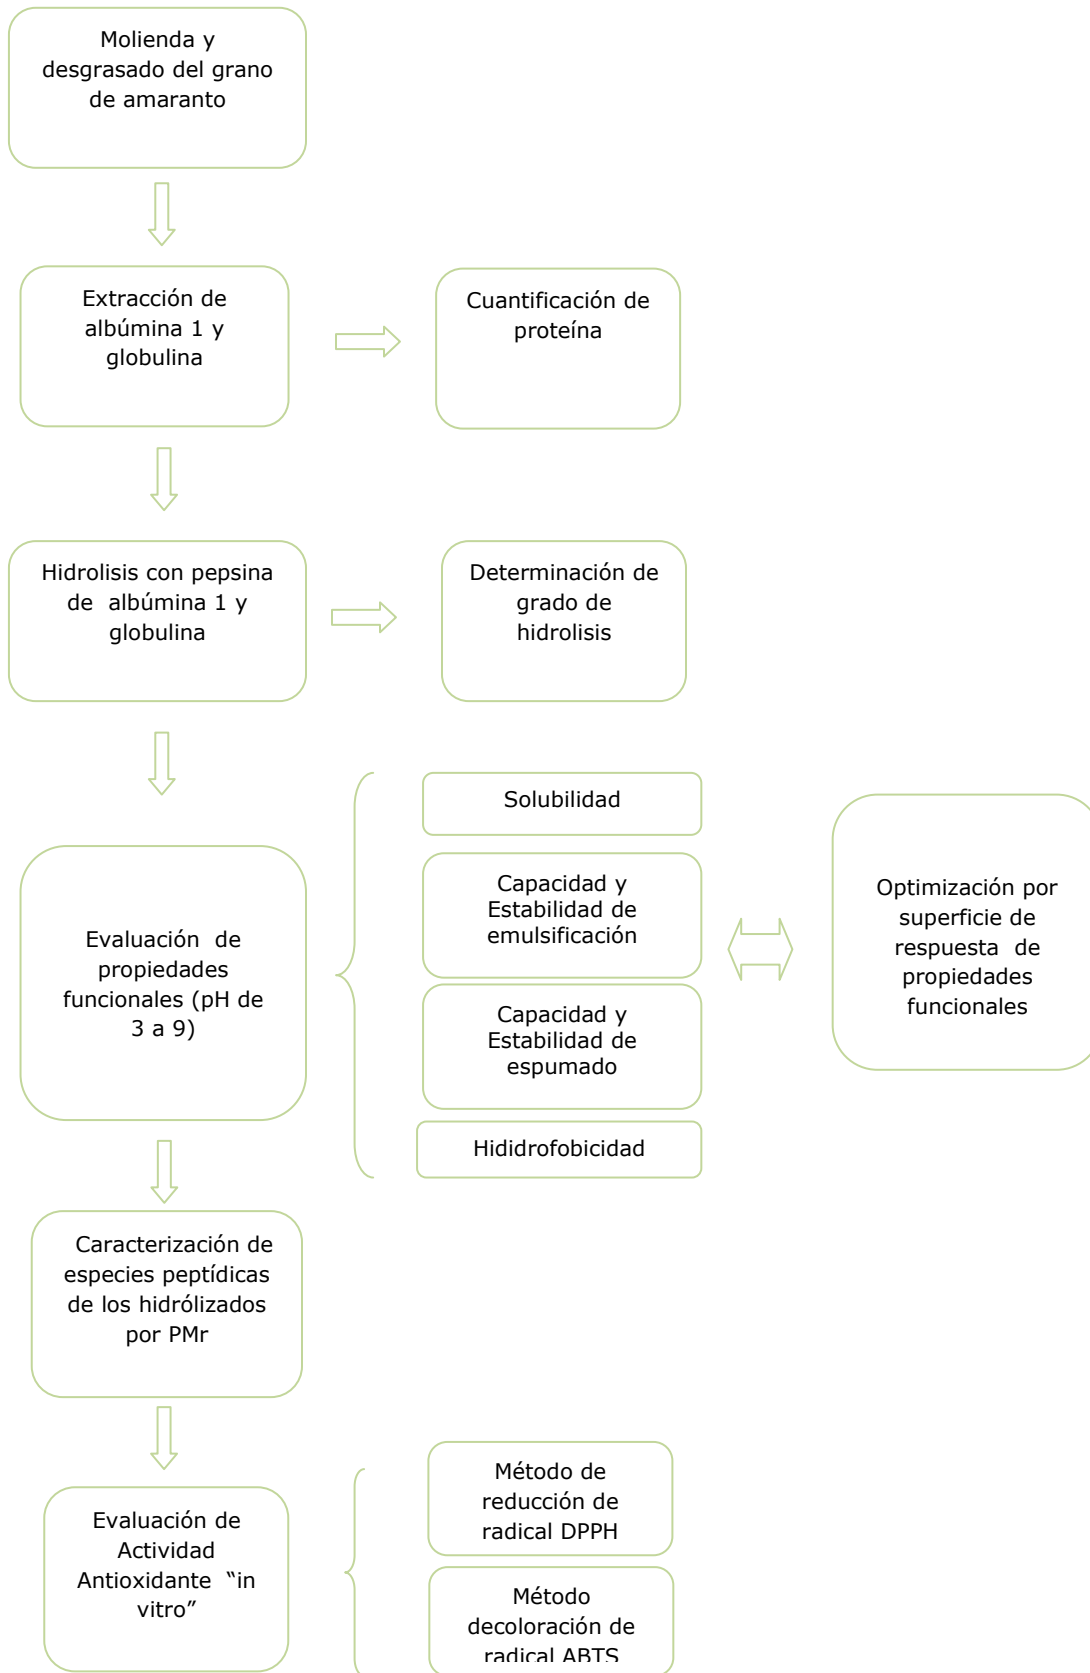 Molienda y
desgrasado del grano
de amaranto
Extracción de
albúmina 1 y
globulina
Cuantificación de
proteína
Hidrolisis con pepsina
de albúmina 1 y
globulina
Determinación de
grado de
hidrolisis
Evaluación de
propiedades
funcionales (pH de
3 a 9)
Solubilidad
Capacidad y
Estabilidad de
emulsificación
Capacidad y
Estabilidad de
espumado
Hididrofobicidad
Optimización por
superficie de
respuesta de
propiedades
funcionales
Caracterización de
especies peptídicas
de los hidrólizados
por PMr
Evaluación de
Actividad
Antioxidante “in
vitro”
Método de
reducción de
radical DPPH
Método
decoloración de
radical ABTS